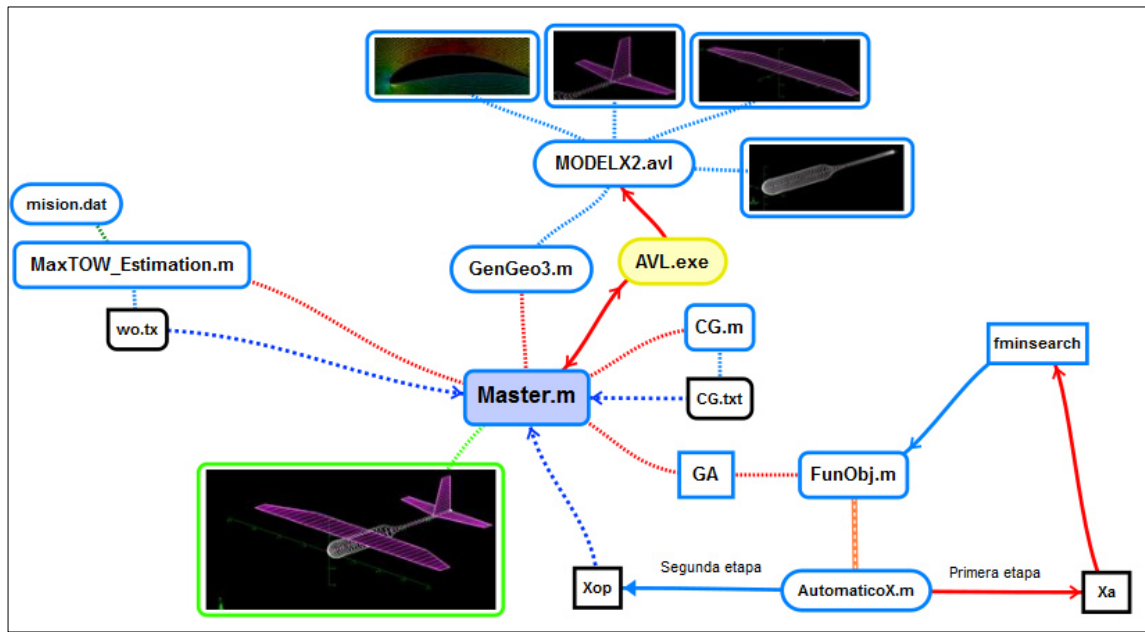 MODELX2.avl
mision.dat
MaxTOW_Estimation.m
GenGeo3.m
AVL.exe
wo.tx
CG.m
fminsearch
Master.m
CG.txt
GA
FunObj.m
Segunda etapa
Primera etapa
Xop
AutomaticoX.m
Xa